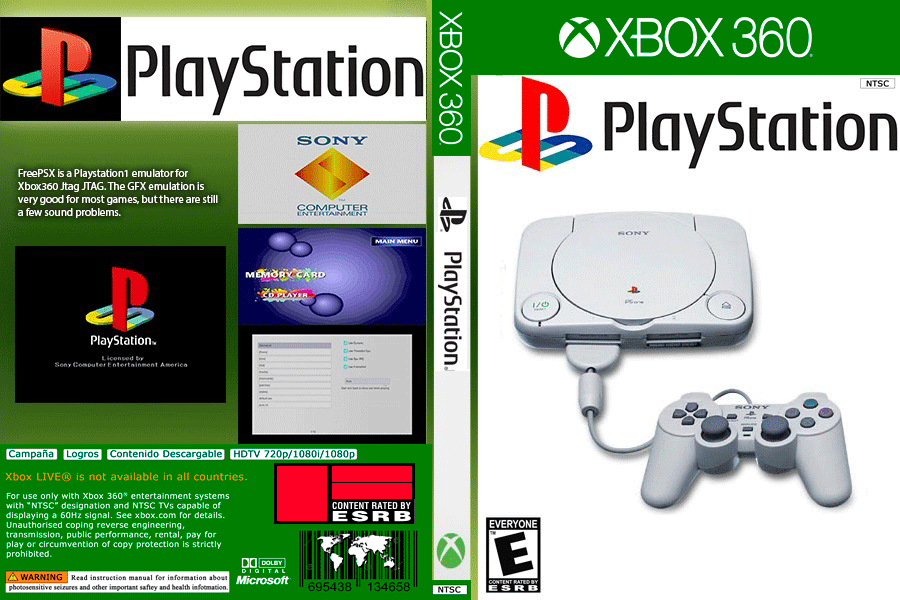 PlayStation
FreePSX is a Playstation1 emulator for
Xbox360 Jtag JTAG. The GFX emulation is
very good for most games, but there are still
a few sound problems.
SONY
COMPUTER
ENTERTAINMENT
MAIN MENU
MEMORY CARD
CD PLAYER
PlayStation™
Licensed by
Sony Computer Entertainment America
Campaña
Logros
Contenido Descargable
HDTV 720p/1080i/1080p
Xbox LIVE® is not available in all countries.
For use only with Xbox 360® entertainment systems
with “NTSC” designation and NTSC TVs capable of
displaying a 60Hz signal. See xbox.com for details.
Unauthorised coping reverse engineering,
transmission, public performance, rental, pay for
play or circumvention of copy protection is strictly
prohibited.
WARNING Read instruction manual for information about
photosensitive seizures and other important saftey and health infotmation.
CONTENT RATED BY
ESRB
DOLBY
DIGITAL
Microsoft
695438 134658
XBOX 360
PlayStation
NTSC
XBOX 360
NTSC
PlayStation
SONY
PS one
SONY
EVERYONE
E
CONTENT RATED BY
ESRB